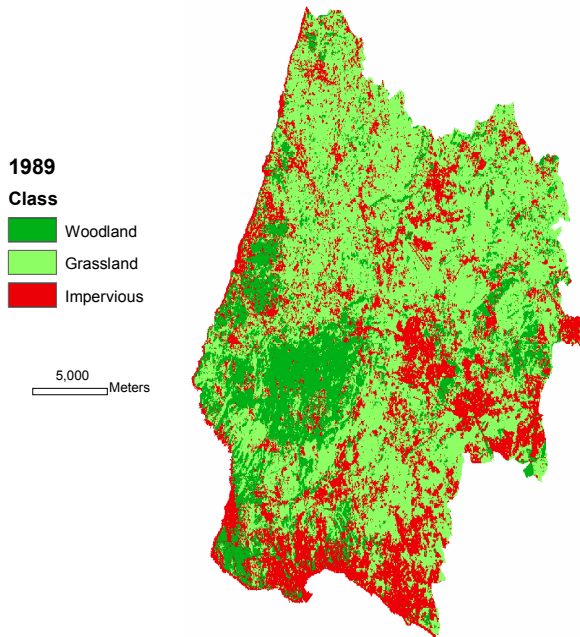 1989
Class
Woodland
Grassland
Impervious
5,000
Meters